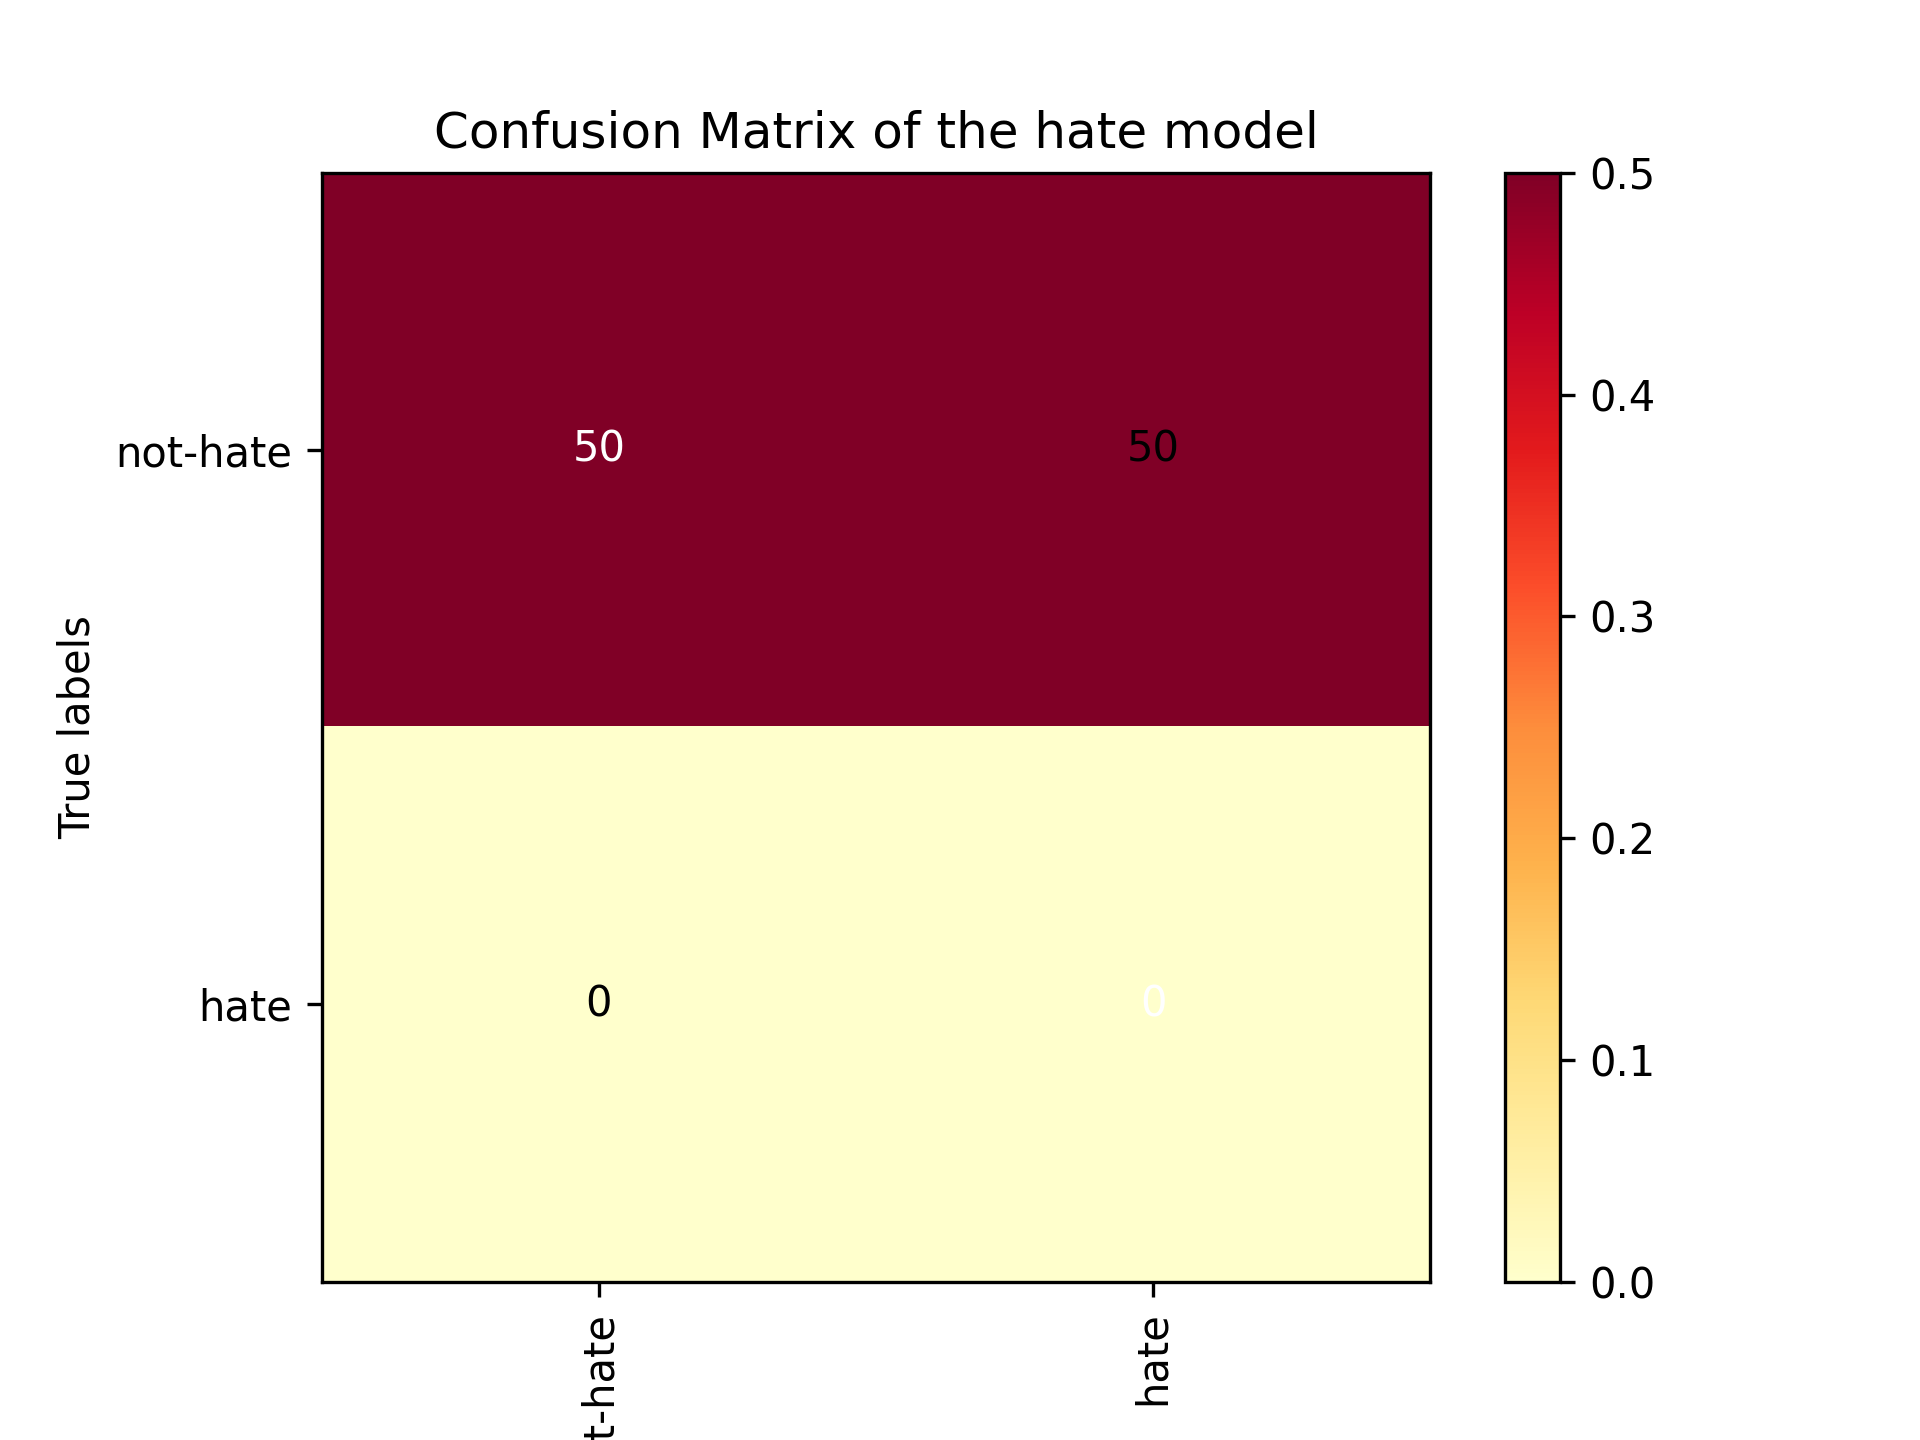 Confusion Matrix of the hate model
0.5
0.4
0.3
0.2
0.1
0.0
True labels
not-hate
50
50
hate
0
0
t-hate
hate